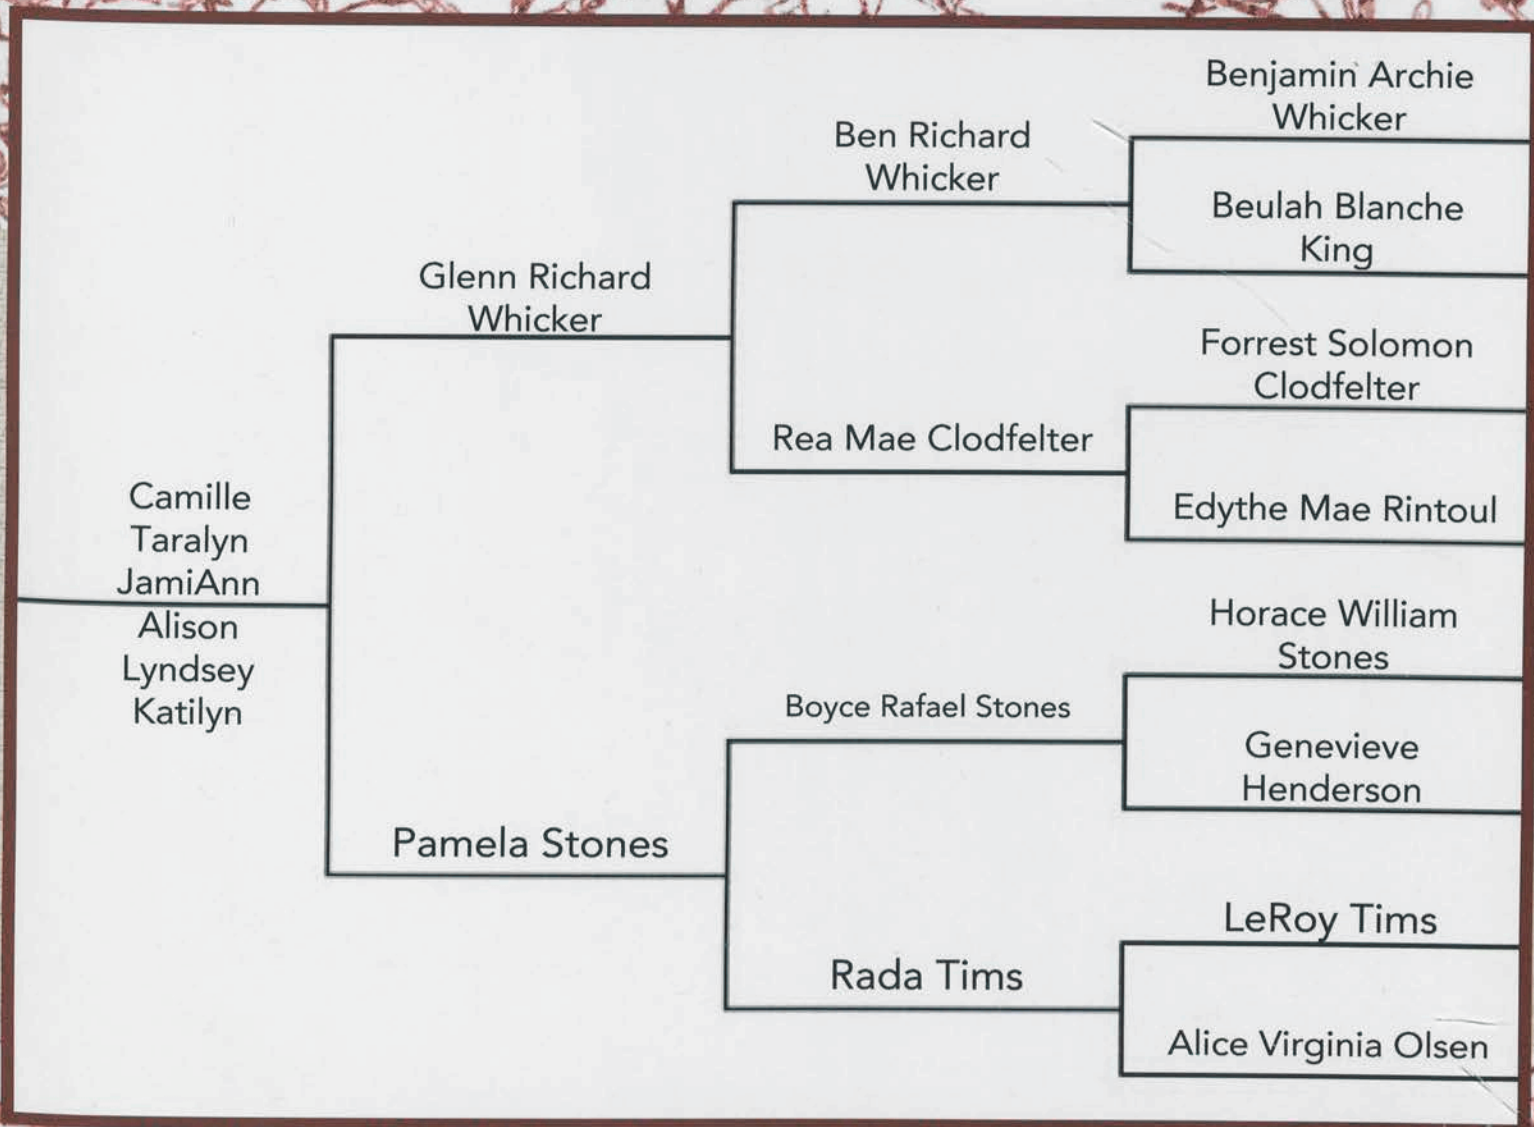 Benjamin Archie
Whicker
Ben Richard
Whicker
Beulah Blanche
King
Glenn Richard
Whicker
Forrest Solomon
Clodfelter
Rea Mae Clodfelter
Edythe Mae Rintoul
Camille
Taralyn
JamiAnn
Alison
Lyndsey
Katilyn
Horace William
Stones
Boyce Rafael Stones
Genevieve
Henderson
Pamela Stones
LeRoy Tims
Rada Tims
Alice Virginia Olsen